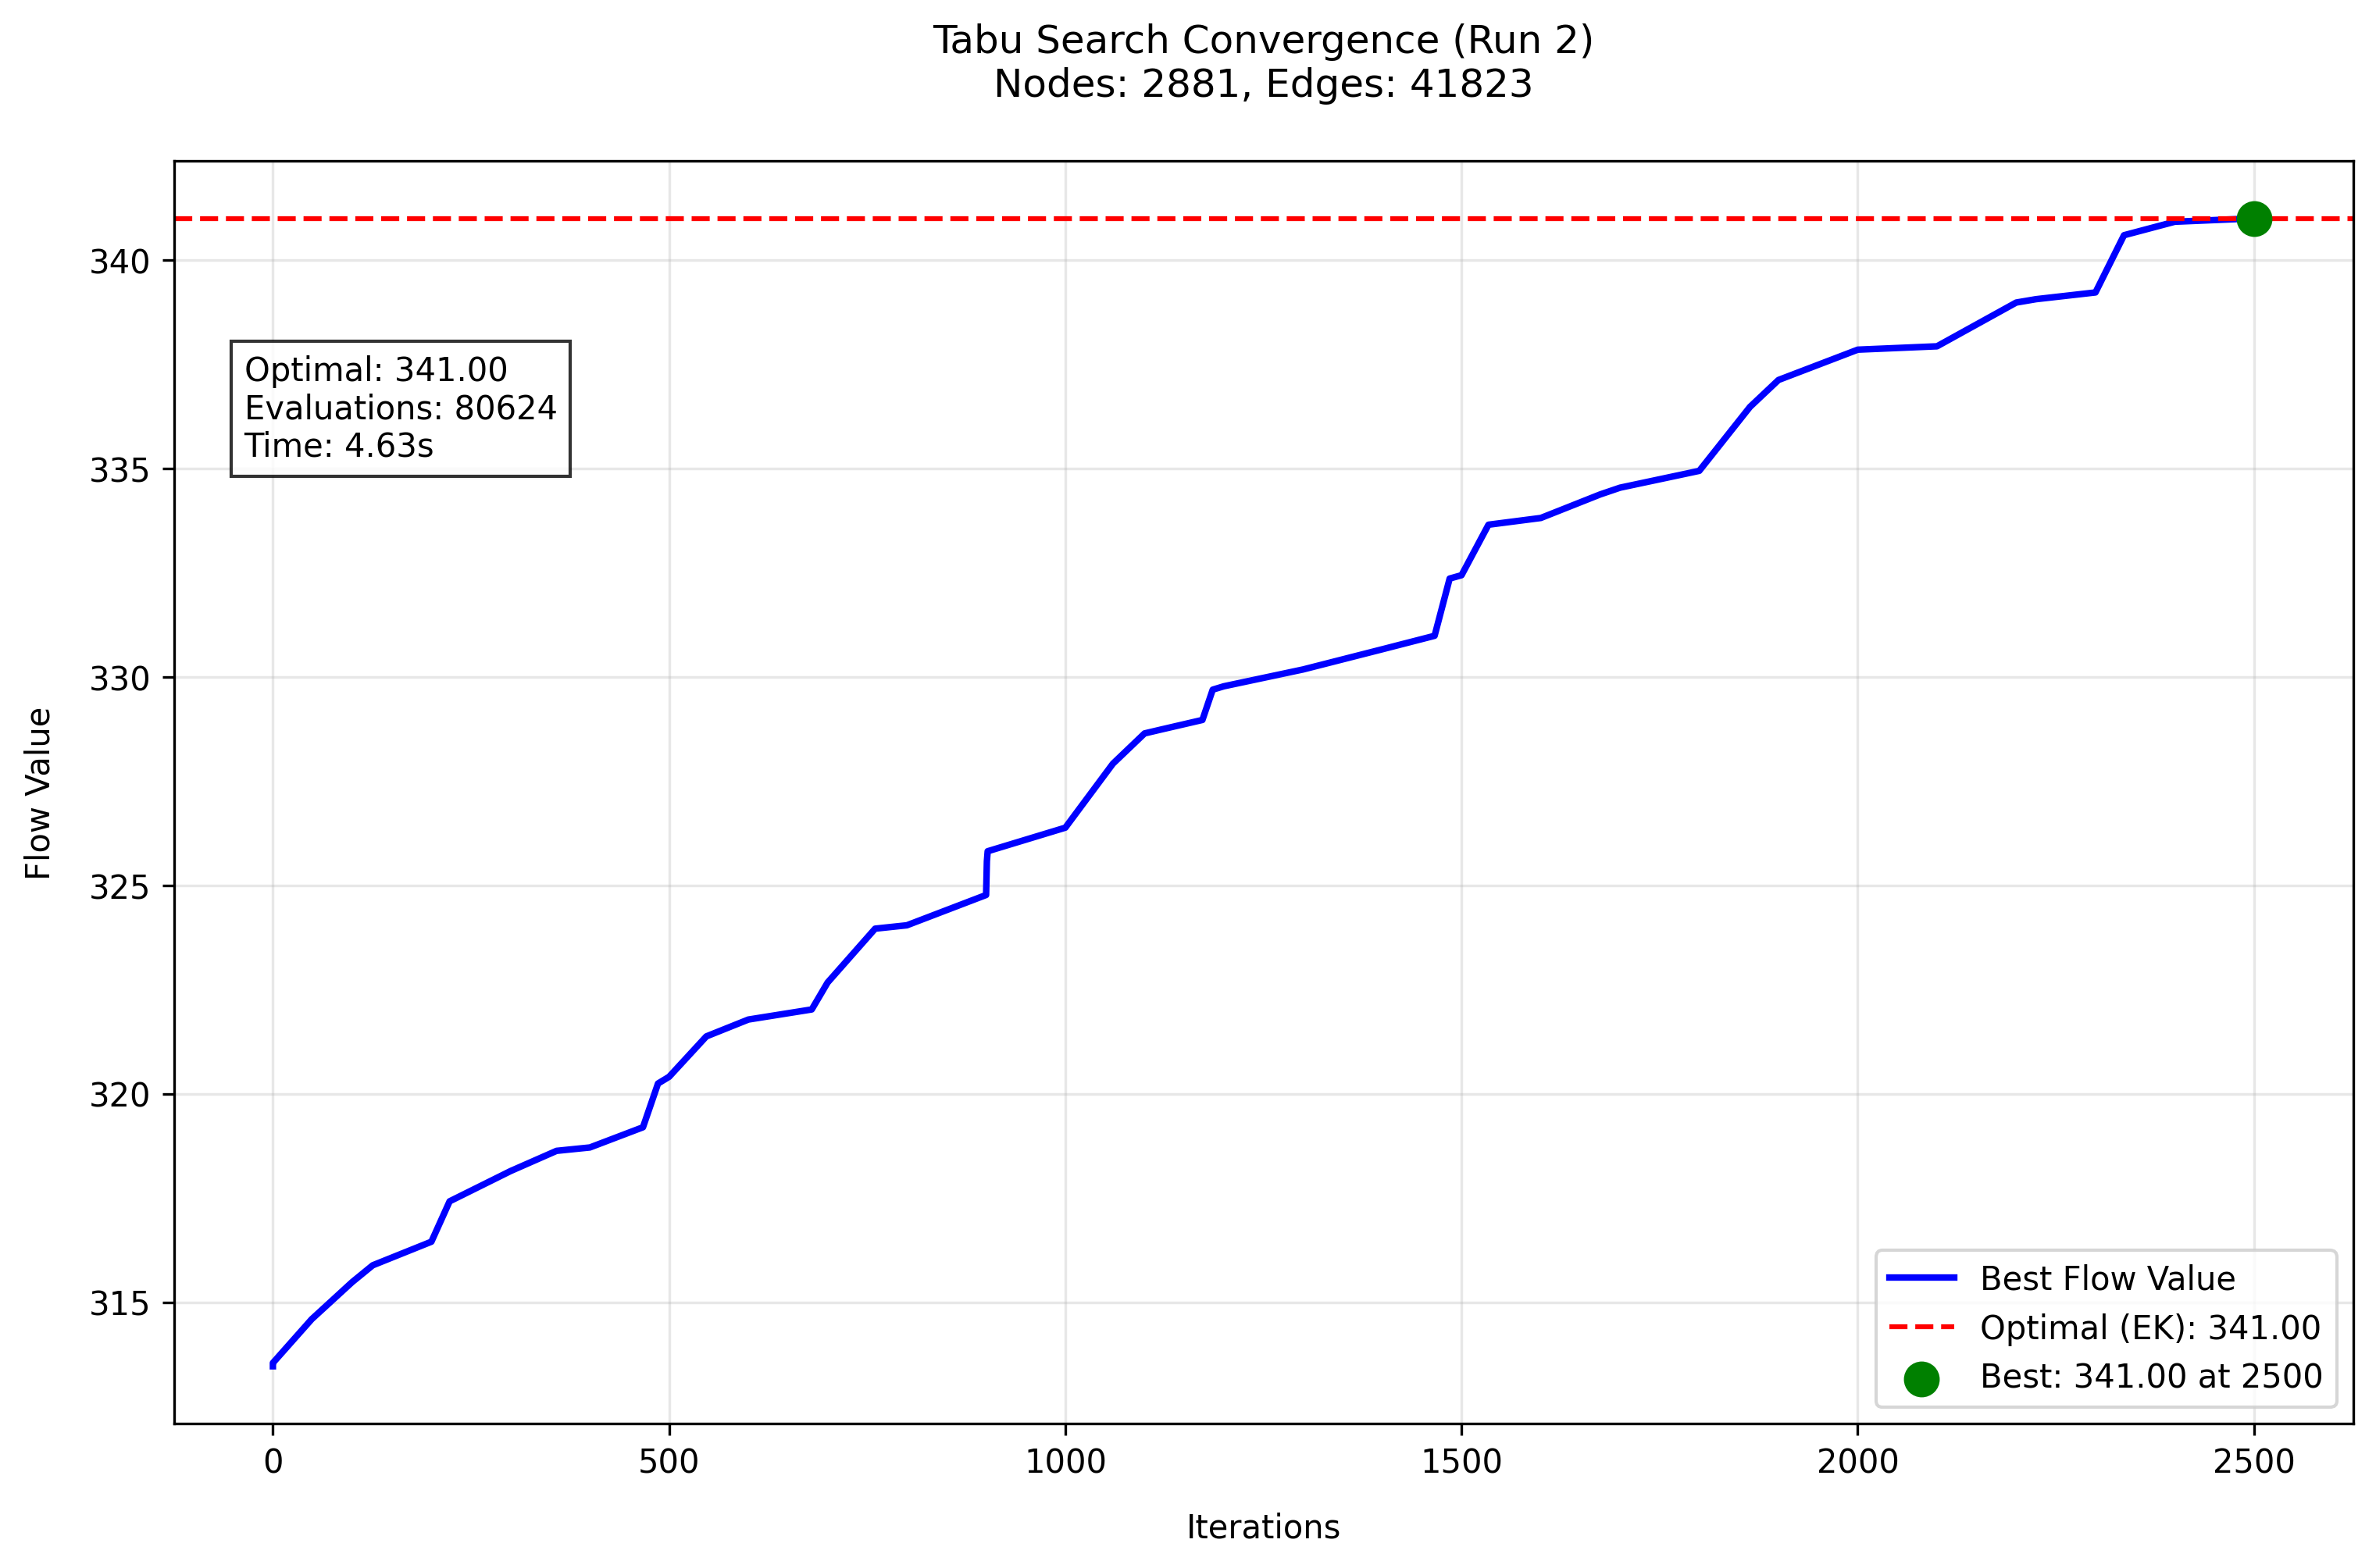 Tabu Search Convergence (Run 2)
Nodes: 2881, Edges: 41823
Flow Value
340
335
330
325
320
315
Optimal: 341.00
Evaluations: 80624
Time: 4.63s
Best Flow Value
Optimal (EK): 341.00
Best: 341.00 at 2500
0
500
1000
1500
2000
2500
Iterations